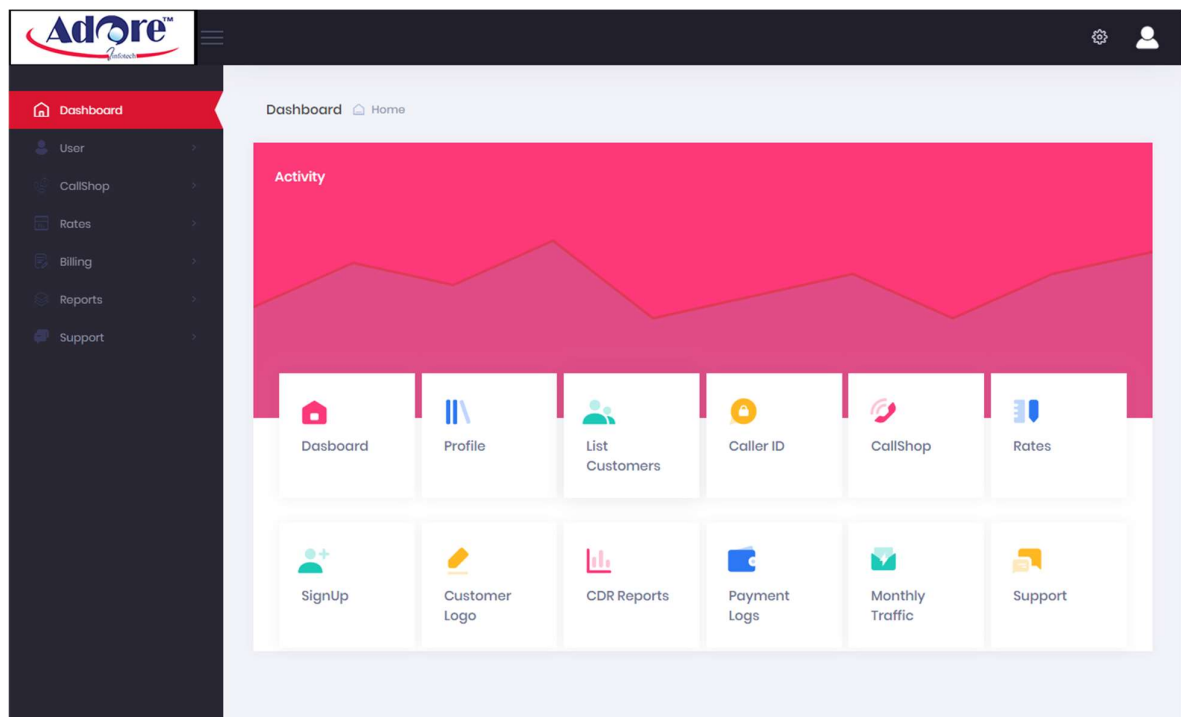 Adore™
Infotech
Dashboard
User
CallShop
Rates
Billing
Reports
Support
Dashboard Home
Activity
Dasboard
Profile
List
Customers
Caller ID
CallShop
Rates
SignUp
Customer
Logo
CDR Reports
Payment
Logs
Monthly
Traffic
Support